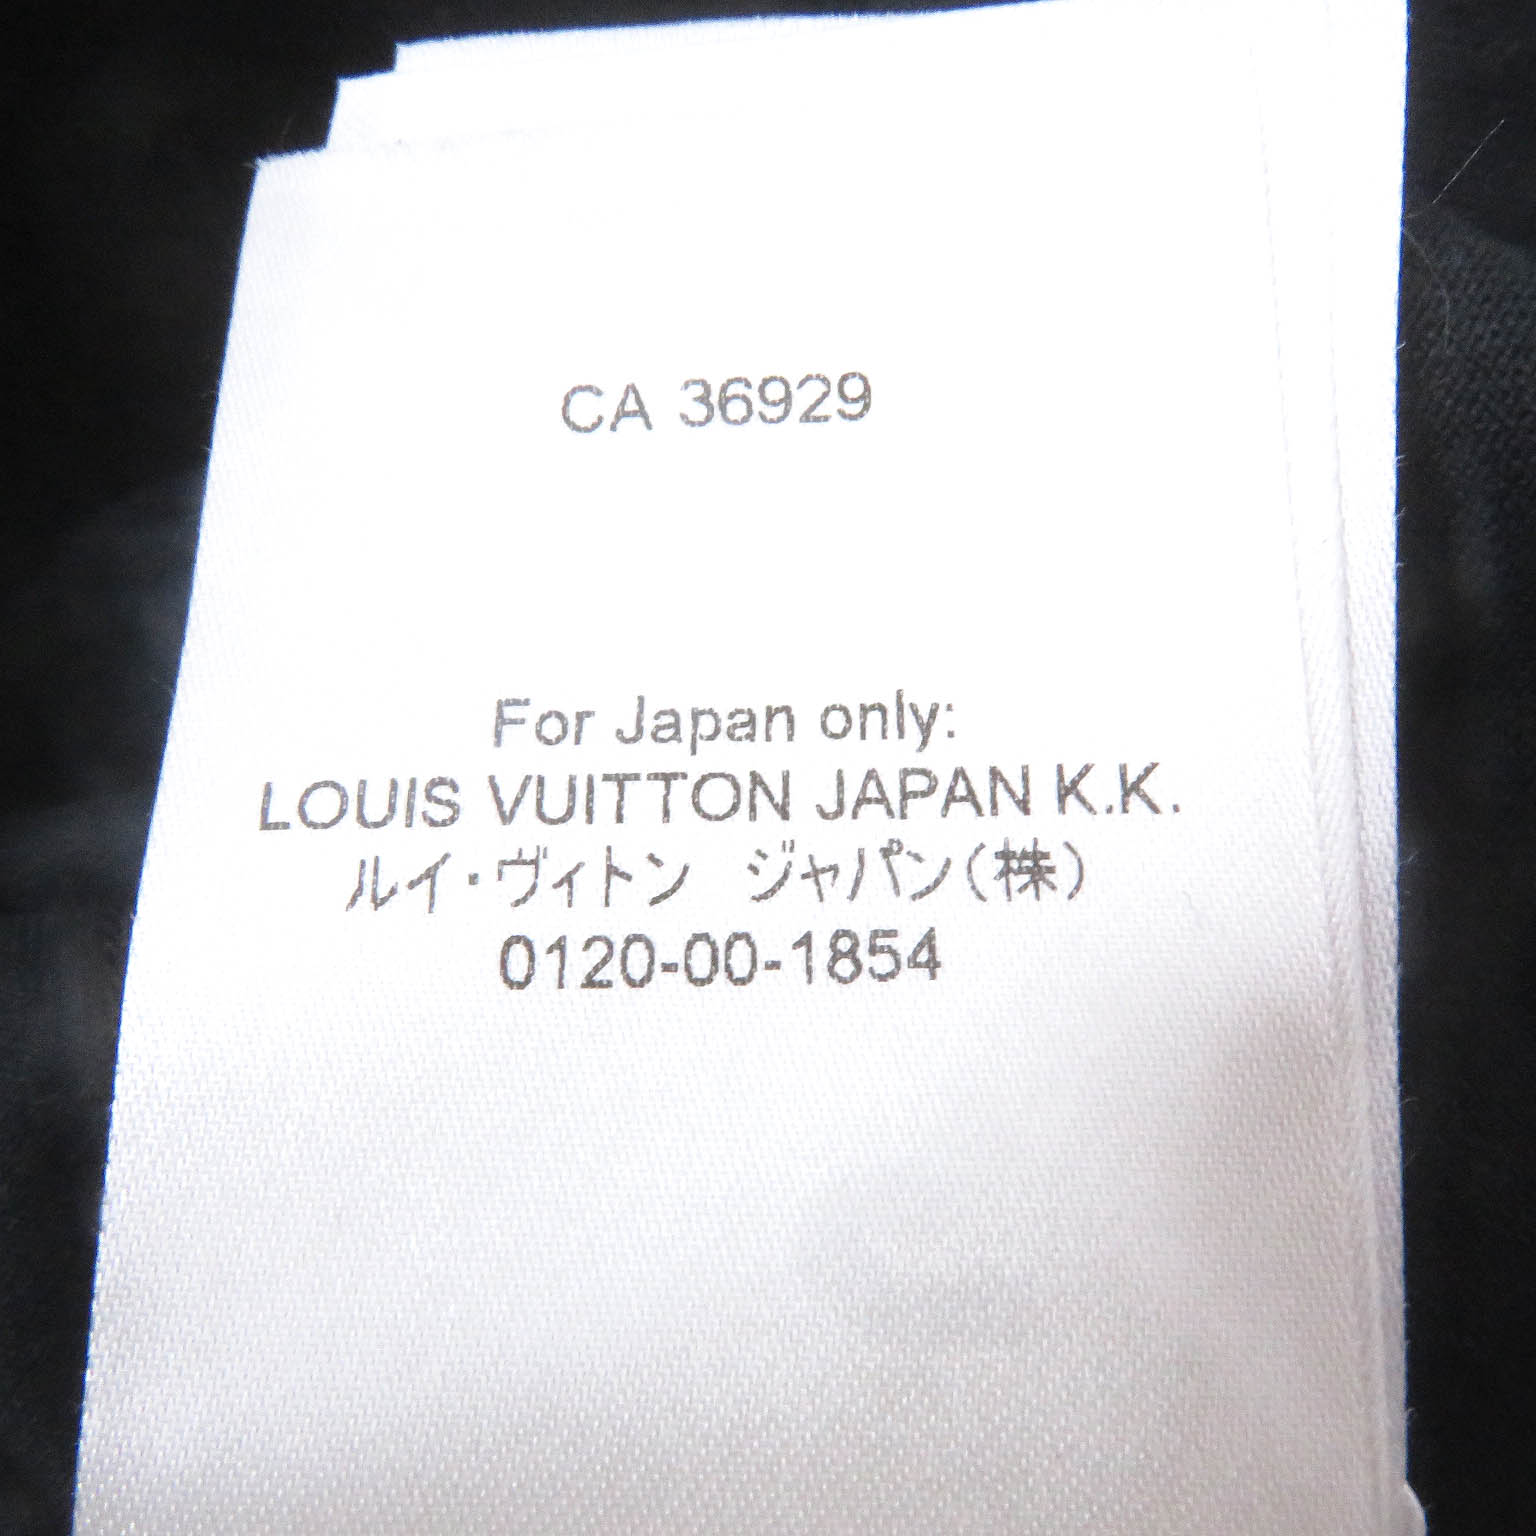 CA 36929
For Japan only:
LOUIS VUITTON JAPAN K.K.
ルイ・ヴィトン ジャパン(株)
0120-00-1854